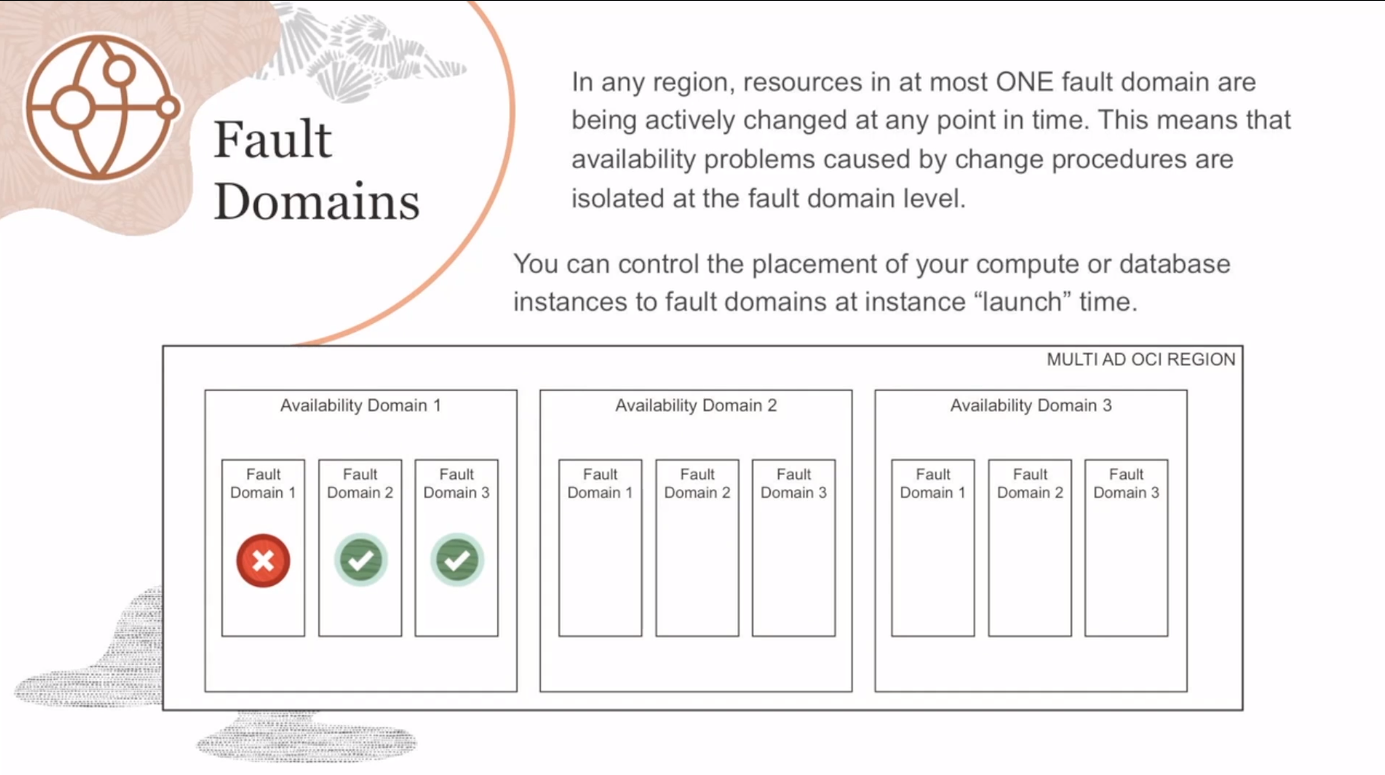 Fault
Domains
In any region, resources in at most ONE fault domain are
being actively changed at any point in time. This means that
availability problems caused by change procedures are
isolated at the fault domain level.
You can control the placement of your compute or database
instances to fault domains at instance “launch” time.
MULTI AD OCI REGION
Availability Domain 1
Fault
Domain 1
Fault
Domain 2
Fault
Domain 3
Availability Domain 2
Fault
Domain 1
Fault
Domain 2
Fault
Domain 3
Availability Domain 3
Fault
Domain 1
Fault
Domain 2
Fault
Domain 3